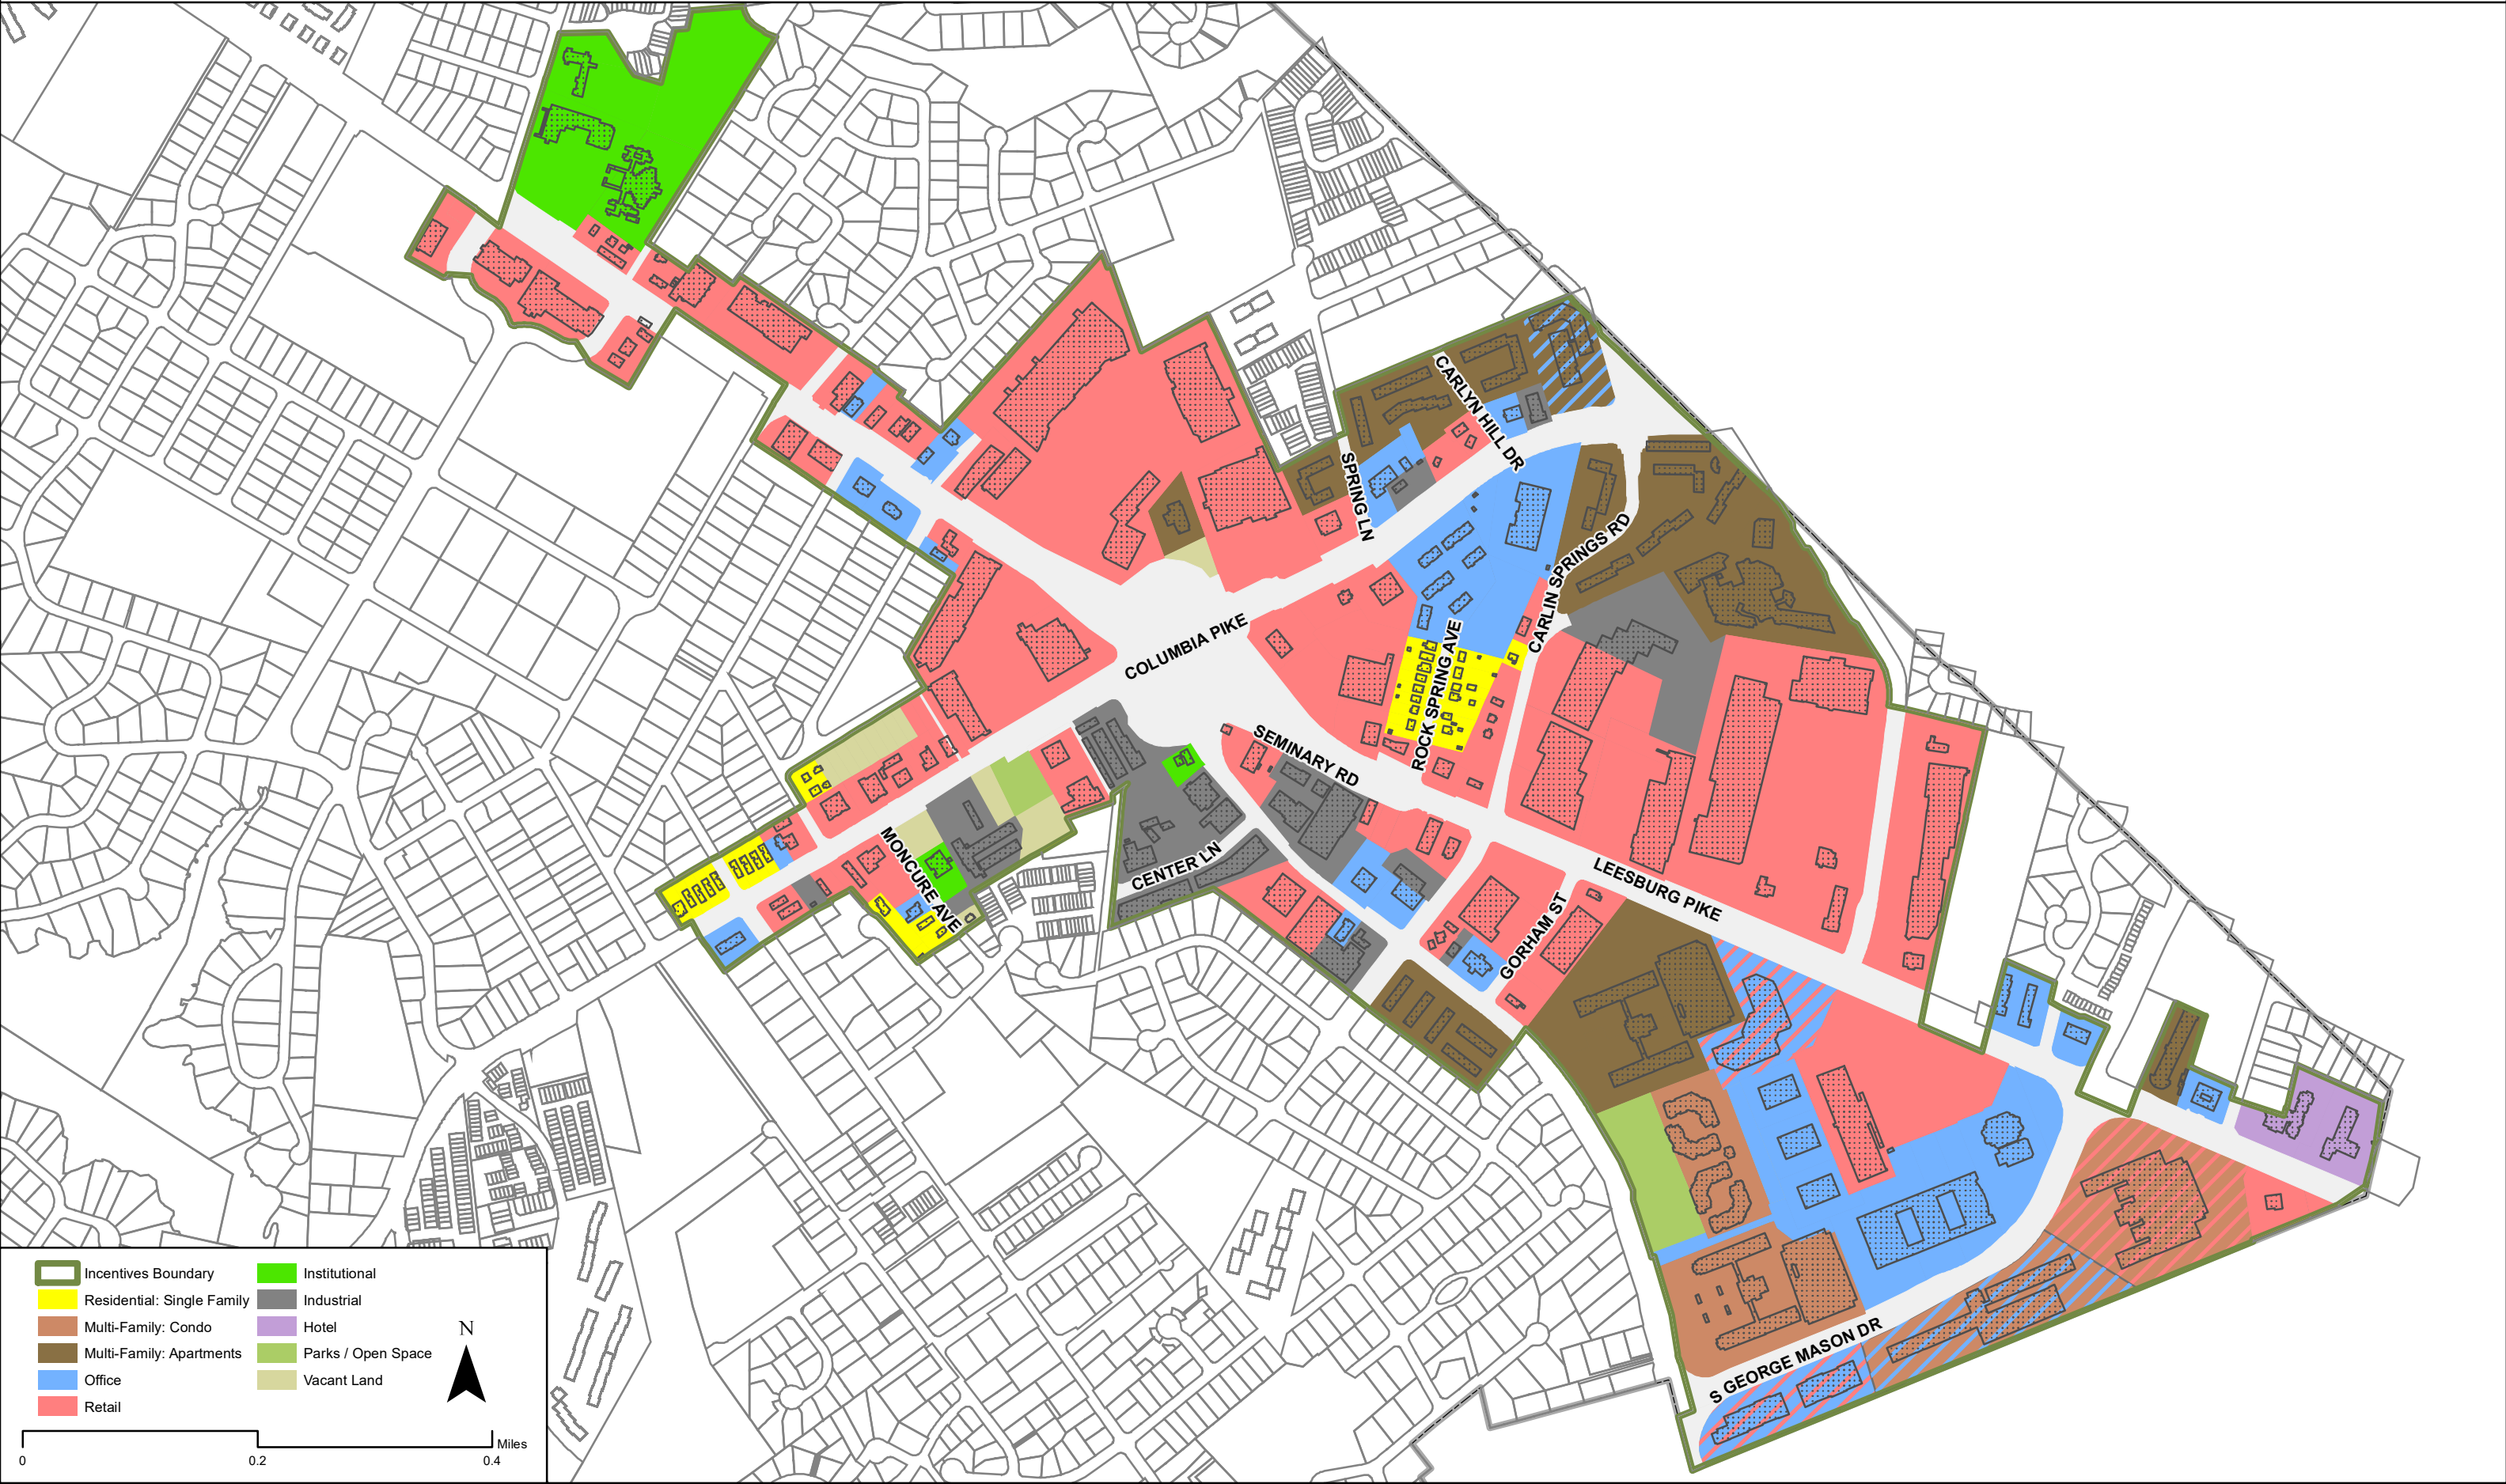 CARLYN HILL DR
SPRING LN
CARLIN SPRINGS RD
COLUMBIA PIKE
ROCK SPRING AVE
SEMINARY RD
MONCURE AVE
CENTER LN
LEESBURG PIKE
GORHAM ST
S GEORGE MASON DR
Incentives Boundary
Residential: Single Family
Multi-Family: Condo
Multi-Family: Apartments
Office
Retail
Institutional
Industrial
Hotel
Parks / Open Space
Vacant Land
N
Miles
0 0.2 0.4